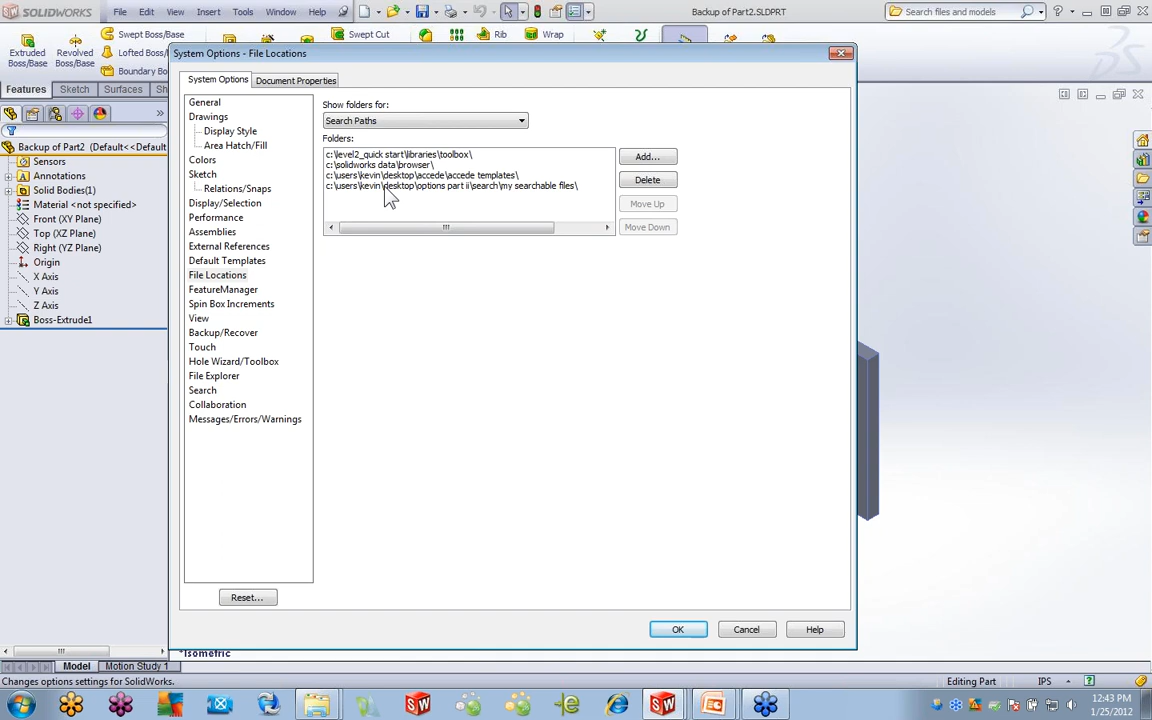 SOLIDWORKS File Edit View Insert Tools Window Help Backup of Part2.SLDPRT Search files and models
Extruded Boss/Base
Revolved Boss/Base
Swept Boss/Base
Lofted Boss/Base
Boundary Bo
Swept Cut
Rib
Wrap
Features Sketch Surfaces Sh
System Options - File Locations
System Options Document Properties
Backup of Part2 (Default<<Default
Sensors
Annotations
Solid Bodies(1)
Material <not specified>
Front (XY Plane)
Top (XZ Plane)
Right (YZ Plane)
Origin
X Axis
Y Axis
Z Axis
Boss-Extrude1
General
Drawings
Display Style
Area Hatch/Fill
Colors
Sketch
Relations/Snaps
Display/Selection
Performance
Assemblies
External References
Default Templates
File Locations
FeatureManager
Spin Box Increments
View
Backup/Recover
Touch
Hole Wizard/Toolbox
File Explorer
Search
Collaboration
Messages/Errors/Warnings
Reset...
Show folders for:
Search Paths
Folders:
c:\level2_quick start\libraries\toolbox\
c:\solidworks data\browser\
c:\users\kevin\desktop\accede\accede templates\
c:\users\kevin\desktop\options part ii\search\my searchable files\
Add...
Delete
Move Up
Move Down
OK Cancel Help
*Isometric
Model Motion Study 1
Changes options settings for SolidWorks. Editing Part IPS
12:43 PM
1/25/2012